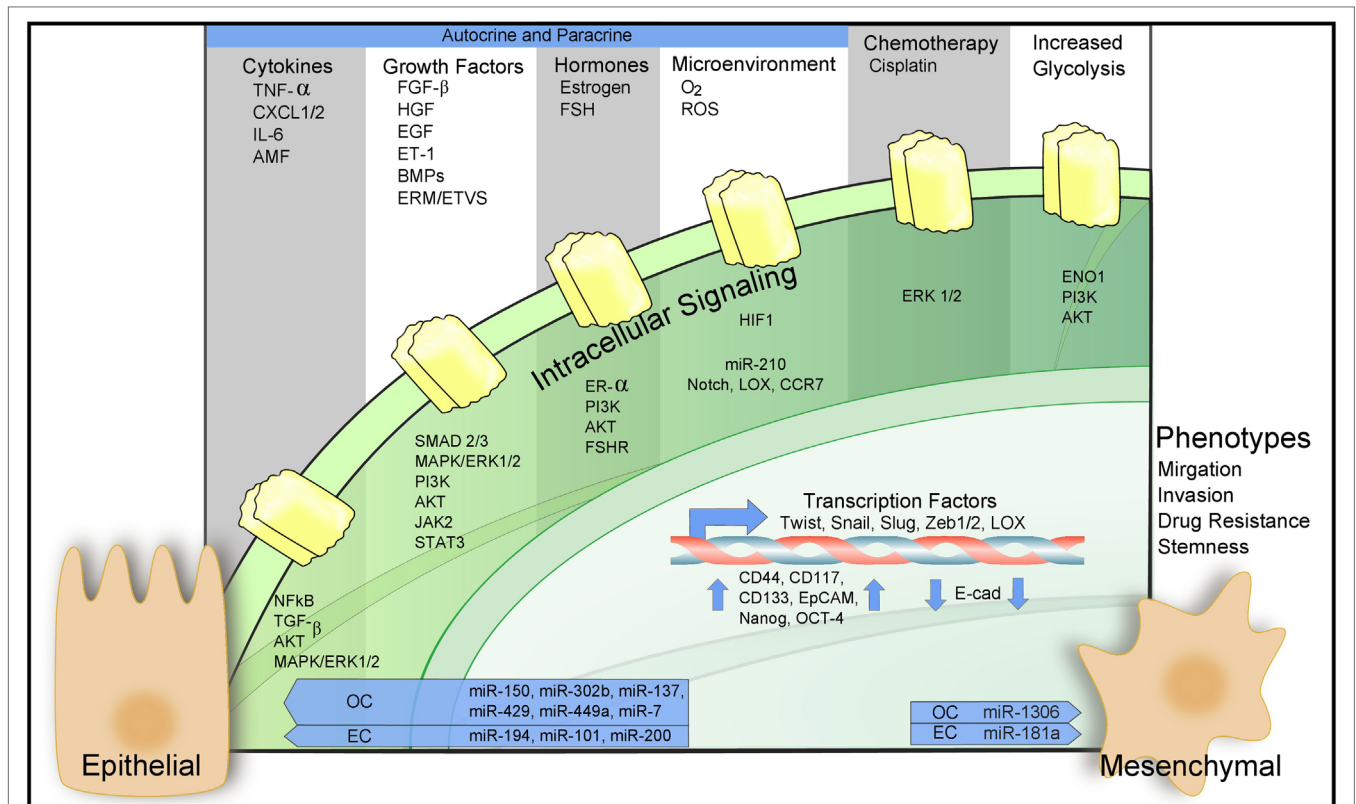 Autocrine and Paracrine
Cytokines
TNF-α
CXCL1/2
IL-6
AMF
Growth Factors
FGF-β
HGF
EGF
ET-1
BMPs
ERM/ETVS
Hormones
Estrogen
FSH
Microenvironment
O2
ROS
Chemotherapy
Cisplatin
Increased
Glycolysis
Intracellular Signaling
NFkB
TGF-β
AKT
MAPK/ERK1/2
SMAD 2/3
MAPK/ERK1/2
PI3K
AKT
JAK2
STAT3
ER-α
PI3K
AKT
FSHR
HIF1
miR-210
Notch, LOX, CCR7
ERK 1/2
ENO1
PI3K
AKT
Transcription Factors
Twist, Snail, Slug, Zeb1/2, LOX
CD44, CD117,
CD133, EpCAM,
Nanog, OCT-4
E-cad
Phenotypes
Mirgation
Invasion
Drug Resistance
Stemness
OC
miR-150, miR-302b, miR-137,
miR-429, miR-449a, miR-7
EC
miR-194, miR-101, miR-200
OC miR-1306
EC miR-181a
Epithelial
Mesenchymal